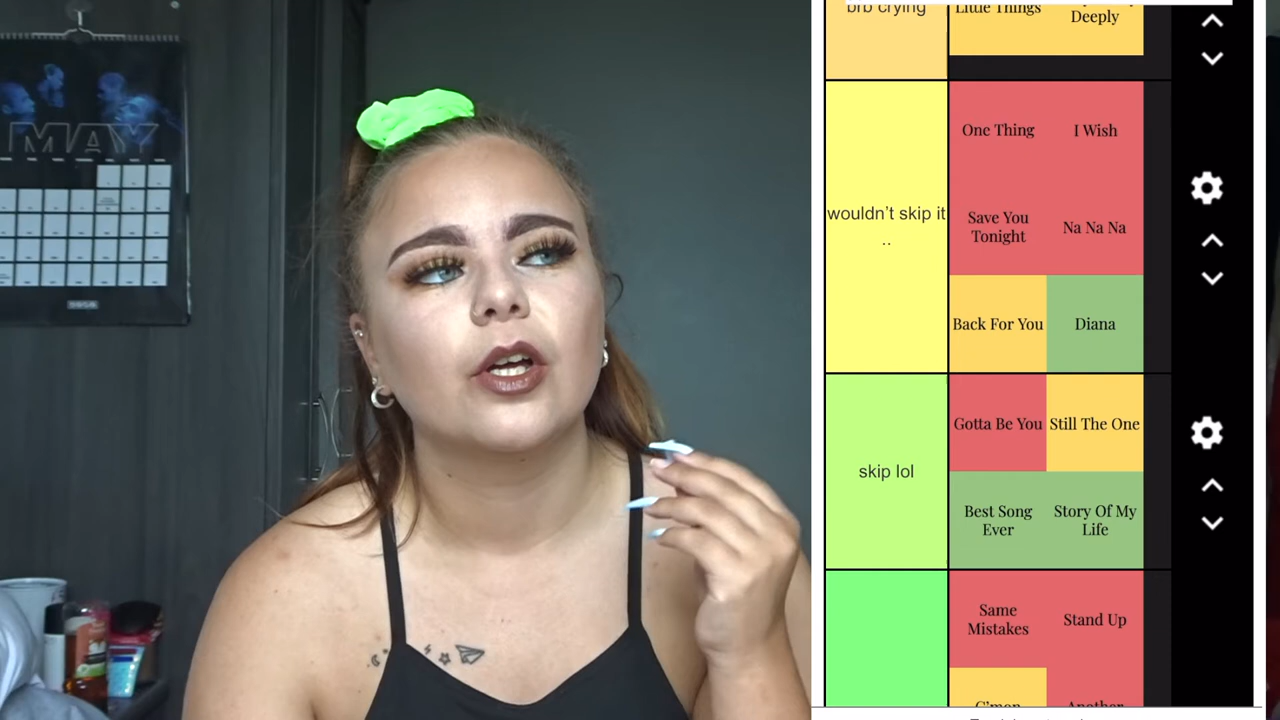 MAY
brb crying
Little Things
Deeply
One Thing
I Wish
wouldn't skip it
..
Save You
Tonight
Na Na Na
Back For You
Diana
Gotta Be You
Still The One
skip lol
Best Song
Ever
Story Of My
Life
Same
Mistakes
Stand Up
C'mon
Another